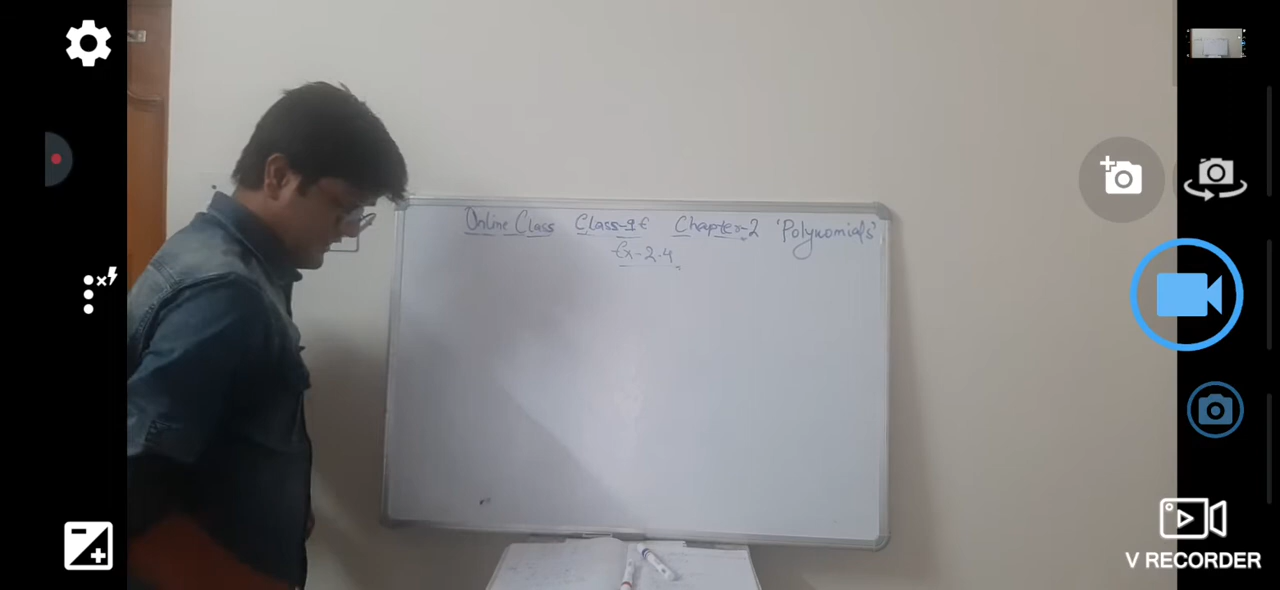 Online Class Class-9th Chapter-2 'Polynomials'
Ex-2.4
V RECORDER